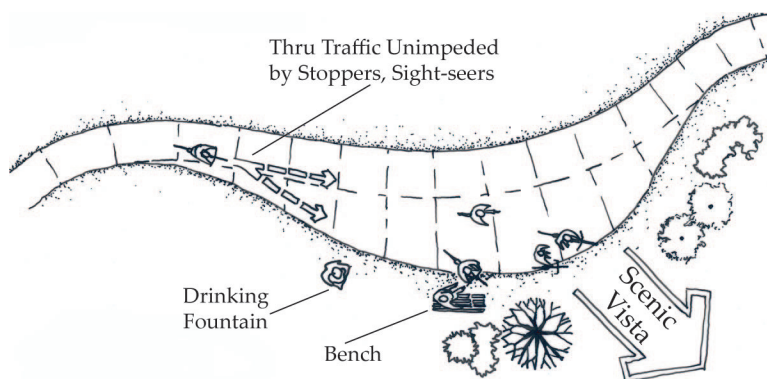 Thru Traffic Unimpeded
by Stoppers, Sight-seers
Drinking
Fountain
Bench
Scenic
Vista